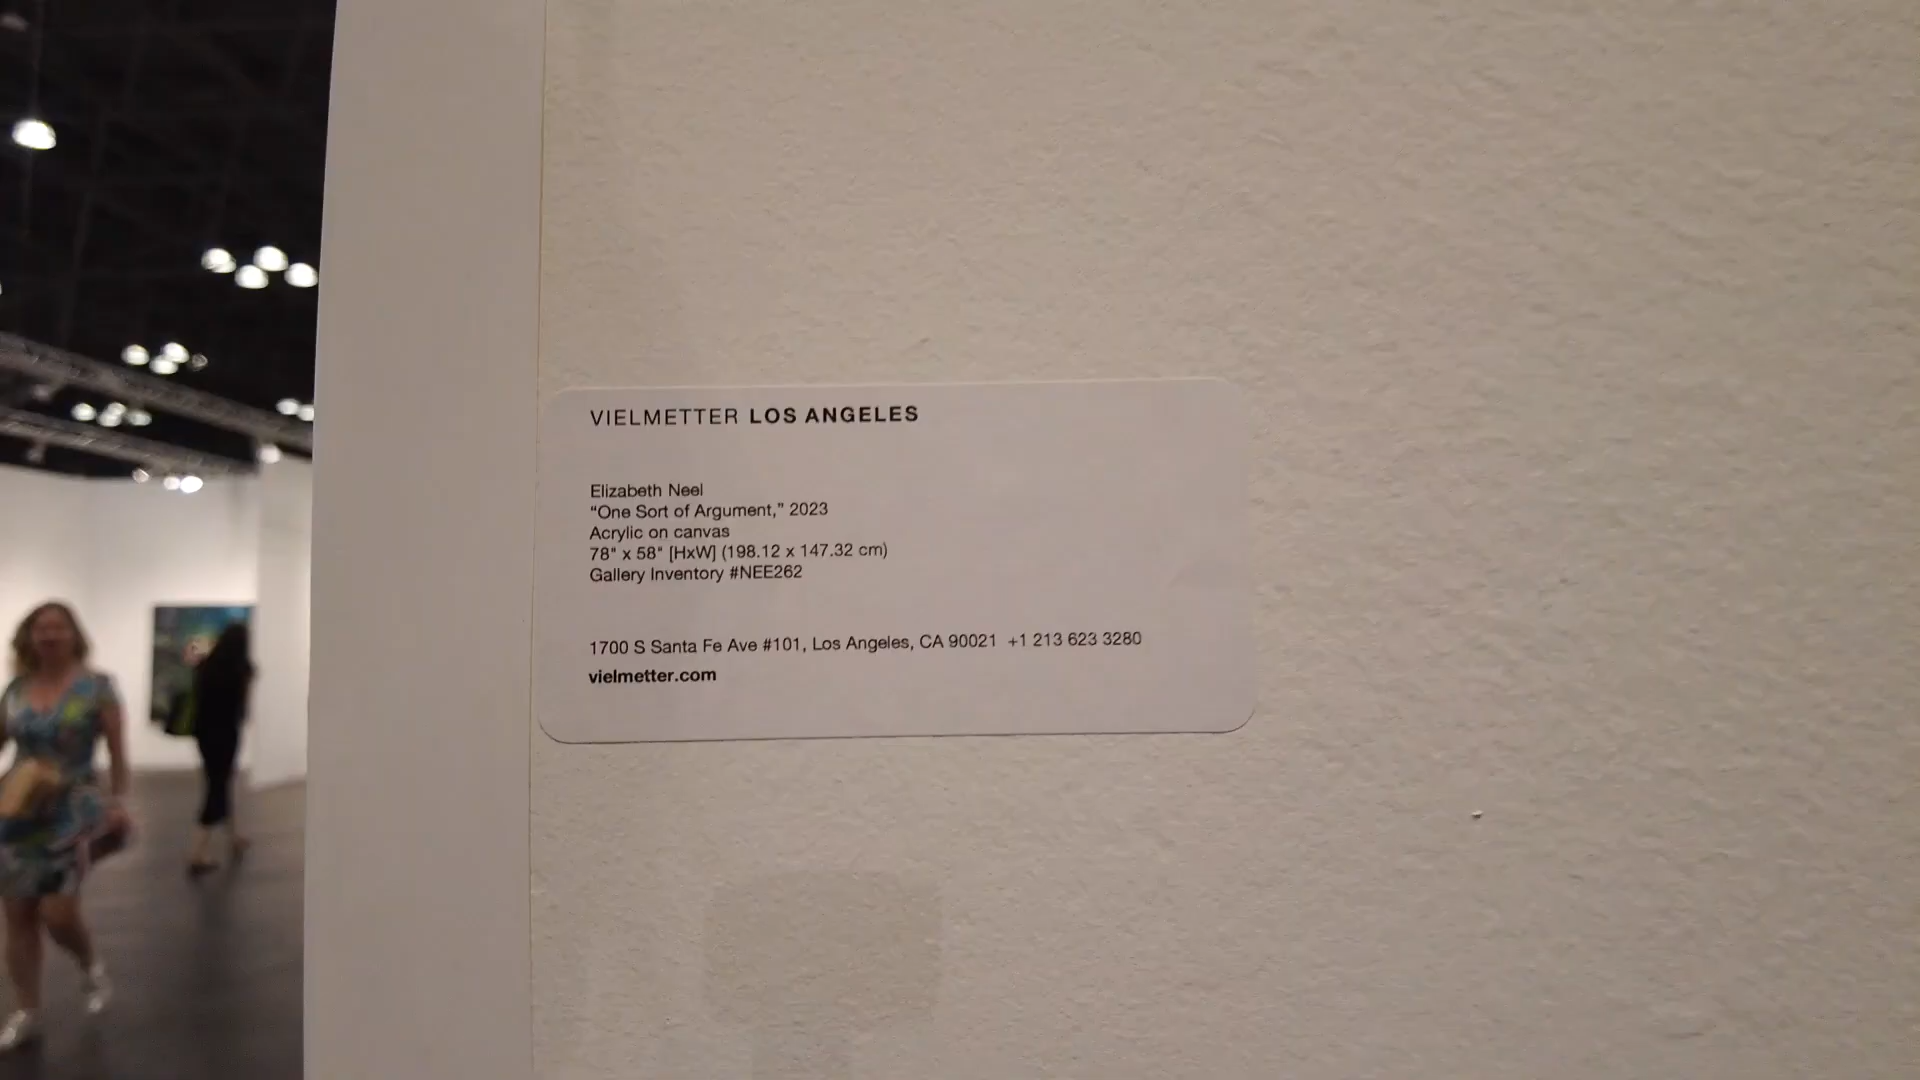 VIELMETTER LOS ANGELES
Elizabeth Neel
“One Sort of Argument,” 2023
Acrylic on canvas
78" x 58" [HxW] (198.12 x 147.32 cm)
Gallery Inventory #NEE262
1700 S Santa Fe Ave #101, Los Angeles, CA 90021 +1 213 623 3280
vielmetter.com